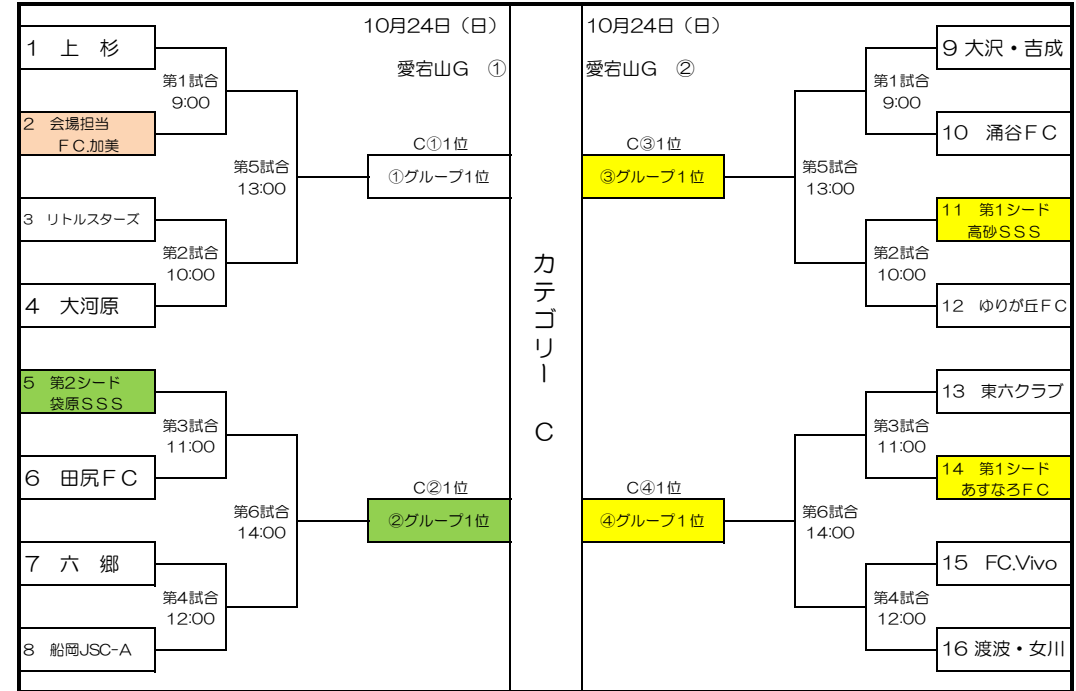 10月24日（日）
愛宕山G　①
1　上　杉
第1試合
9:00
2　会場担当
ＦＣ.加美
第5試合
13:00
C①1位
①グループ1位
3　リトルスターズ
第2試合
10:00
4　大河原
5　第2シード
袋原ＳＳＳ
第3試合
11:00
6　田尻ＦＣ
第6試合
14:00
C②1位
②グループ1位
7　六　郷
第4試合
12:00
8　船岡JSC-A
カテゴリー　C
10月24日（日）
愛宕山G　②
9 大沢・吉成
第1試合
9:00
10　涌谷ＦＣ
C③1位
③グループ１位
第5試合
13:00
11　第1シード
高砂ＳＳＳ
第2試合
10:00
12　ゆりが丘ＦＣ
13　東六クラブ
第3試合
11:00
14　第1シード
あすなろＦＣ
C④1位
④グループ１位
第6試合
14:00
15　FC.Vivo
第4試合
12:00
16 渡波・女川